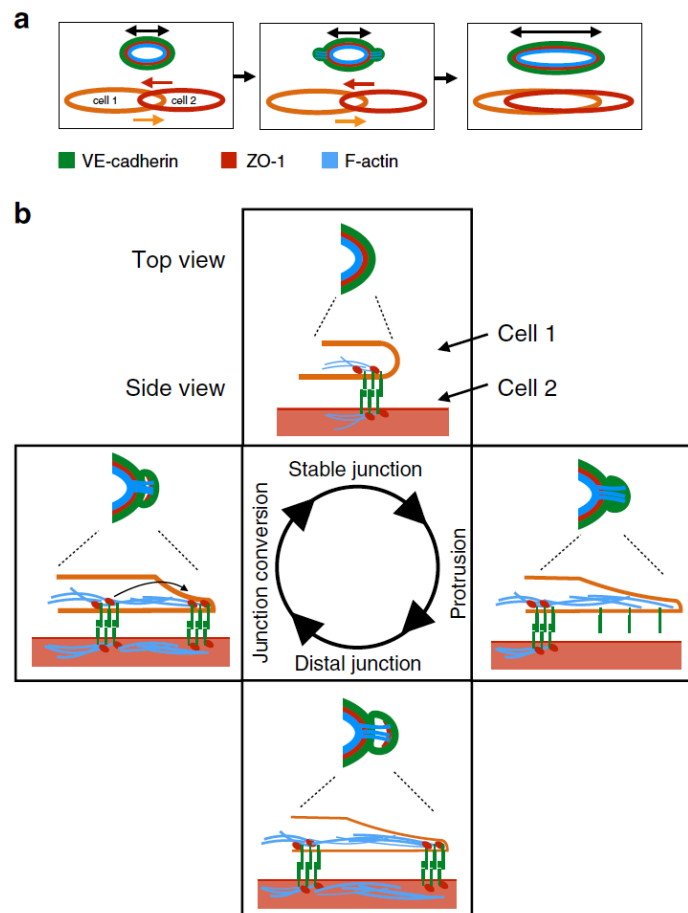 a
cell 1 cell 2
VE-cadherin ZO-1 F-actin
b
Top view
Cell 1
Side view
Cell 2
Stable junction
Junction conversion
Protrusion
Distal junction